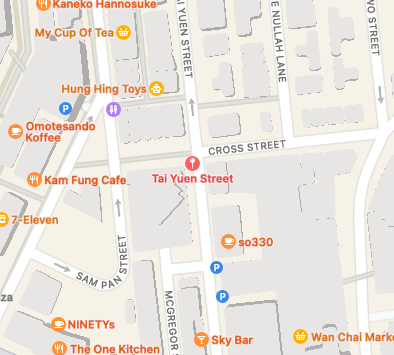 Kaneko Hannosuke
My Cup Of Tea
TAI YUEN STREET
E NULLAH LANE
NO STREET
Hung Hing Toys
P
Omotesando
Koffee
CROSS STREET
Tai Yuen Street
Kam Fung Cafe
7-Eleven
so330
SAM PAN STREET
P
za
P
MCGREGOR S
NINETYs
Sky Bar
Wan Chai Marke
The One Kitchen